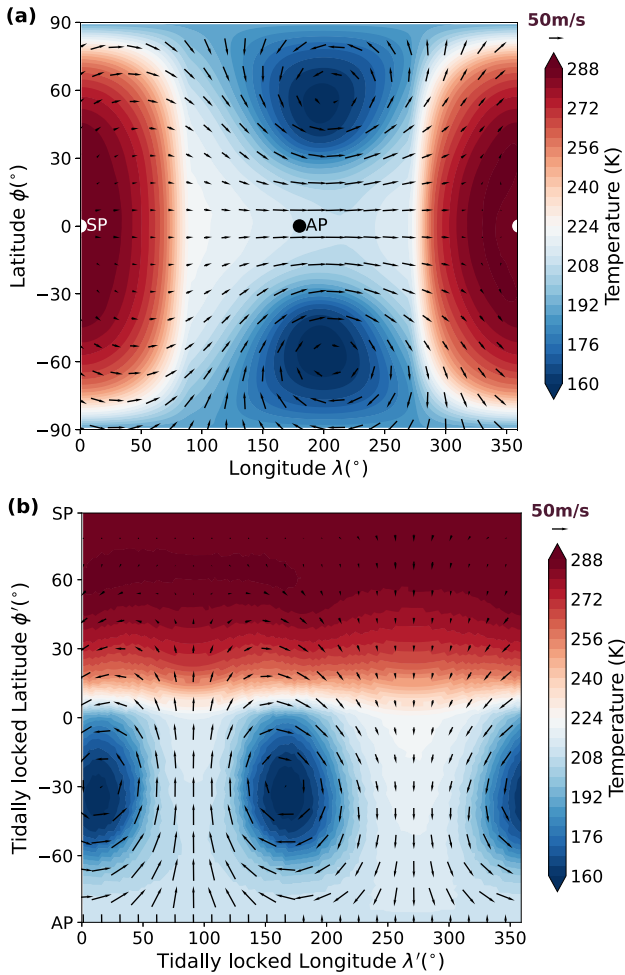 (a)
50m/s
90
60
30
0
−30
−60
−90
Latitude ϕ(°)
SP
AP
0 50 100 150 200 250 300 350
Longitude λ(°)
288
272
256
240
224
208
192
176
160
Temperature (K)
(b)
50m/s
SP
60
30
0
−30
−60
AP
Tidally locked Latitude ϕ′(°)
0 50 100 150 200 250 300 350
Tidally locked Longitude λ′(°)
288
272
256
240
224
208
192
176
160
Temperature (K)